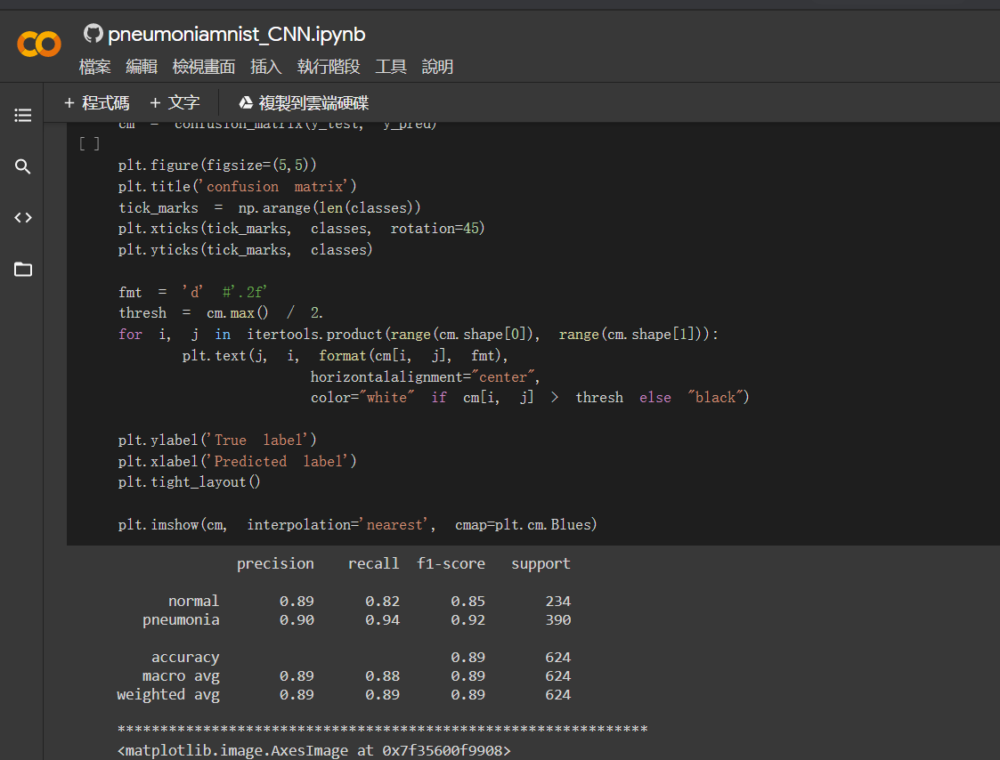 pneumoniamnist_CNN.ipynb
檔案 編輯 檢視畫面 插入 執行階段 工具 說明
+ 程式碼 + 文字 複製到雲端硬碟
cm = confusion_matrix(y_test, y_pred)
[ ]
plt.figure(figsize=(5,5))
plt.title('confusion matrix')
tick_marks = np.arange(len(classes))
plt.xticks(tick_marks, classes, rotation=45)
plt.yticks(tick_marks, classes)
fmt = 'd' #'.2f'
thresh = cm.max() / 2.
for i, j in itertools.product(range(cm.shape[0]), range(cm.shape[1])):
plt.text(j, i, format(cm[i, j], fmt),
horizontalalignment="center",
color="white" if cm[i, j] > thresh else "black")
plt.ylabel('True label')
plt.xlabel('Predicted label')
plt.tight_layout()
plt.imshow(cm, interpolation='nearest', cmap=plt.cm.Blues)
precision recall f1-score support
normal 0.89 0.82 0.85 234
pneumonia 0.90 0.94 0.92 390
accuracy 0.89 624
macro avg 0.89 0.88 0.89 624
weighted avg 0.89 0.89 0.89 624
**************************************************************
<matplotlib.image.AxesImage at 0x7f35600f9908>